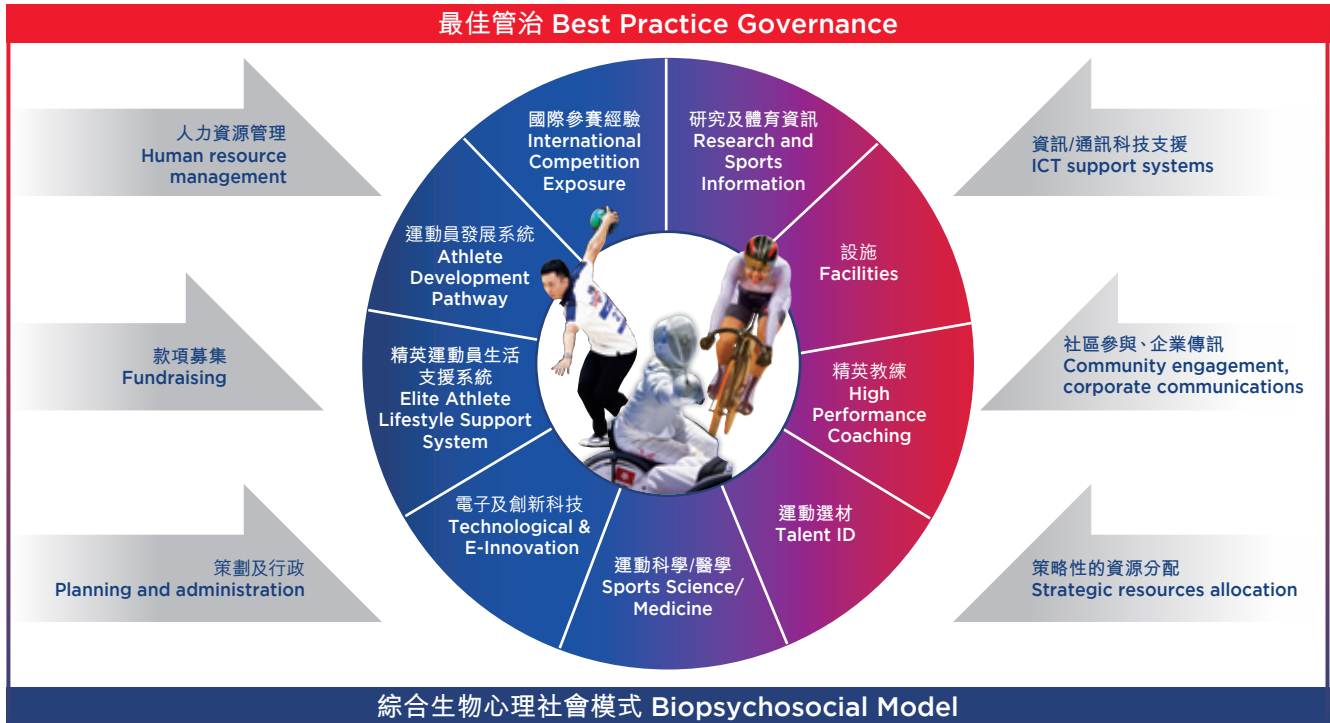 最佳管治 Best Practice Governance
人力資源管理
Human resource
management
款項募集
Fundraising
策劃及行政
Planning and administration
國際參賽經驗
International
Competition
Exposure
研究及體育資訊
Research and
Sports
Information
設施
Facilities
精英教練
High
Performance
Coaching
運動選材
Talent ID
運動科學/醫學
Sports Science/
Medicine
電子及創新科技
Technological &
E-Innovation
精英運動員生活
支援系統
Elite Athlete
Lifestyle Support
System
運動員發展系統
Athlete
Development
Pathway
資訊/通訊科技支援
ICT support systems
社區參與、企業傳訊
Community engagement,
corporate communications
策略性的資源分配
Strategic resources allocation
綜合生物心理社會模式 Biopsychosocial Model